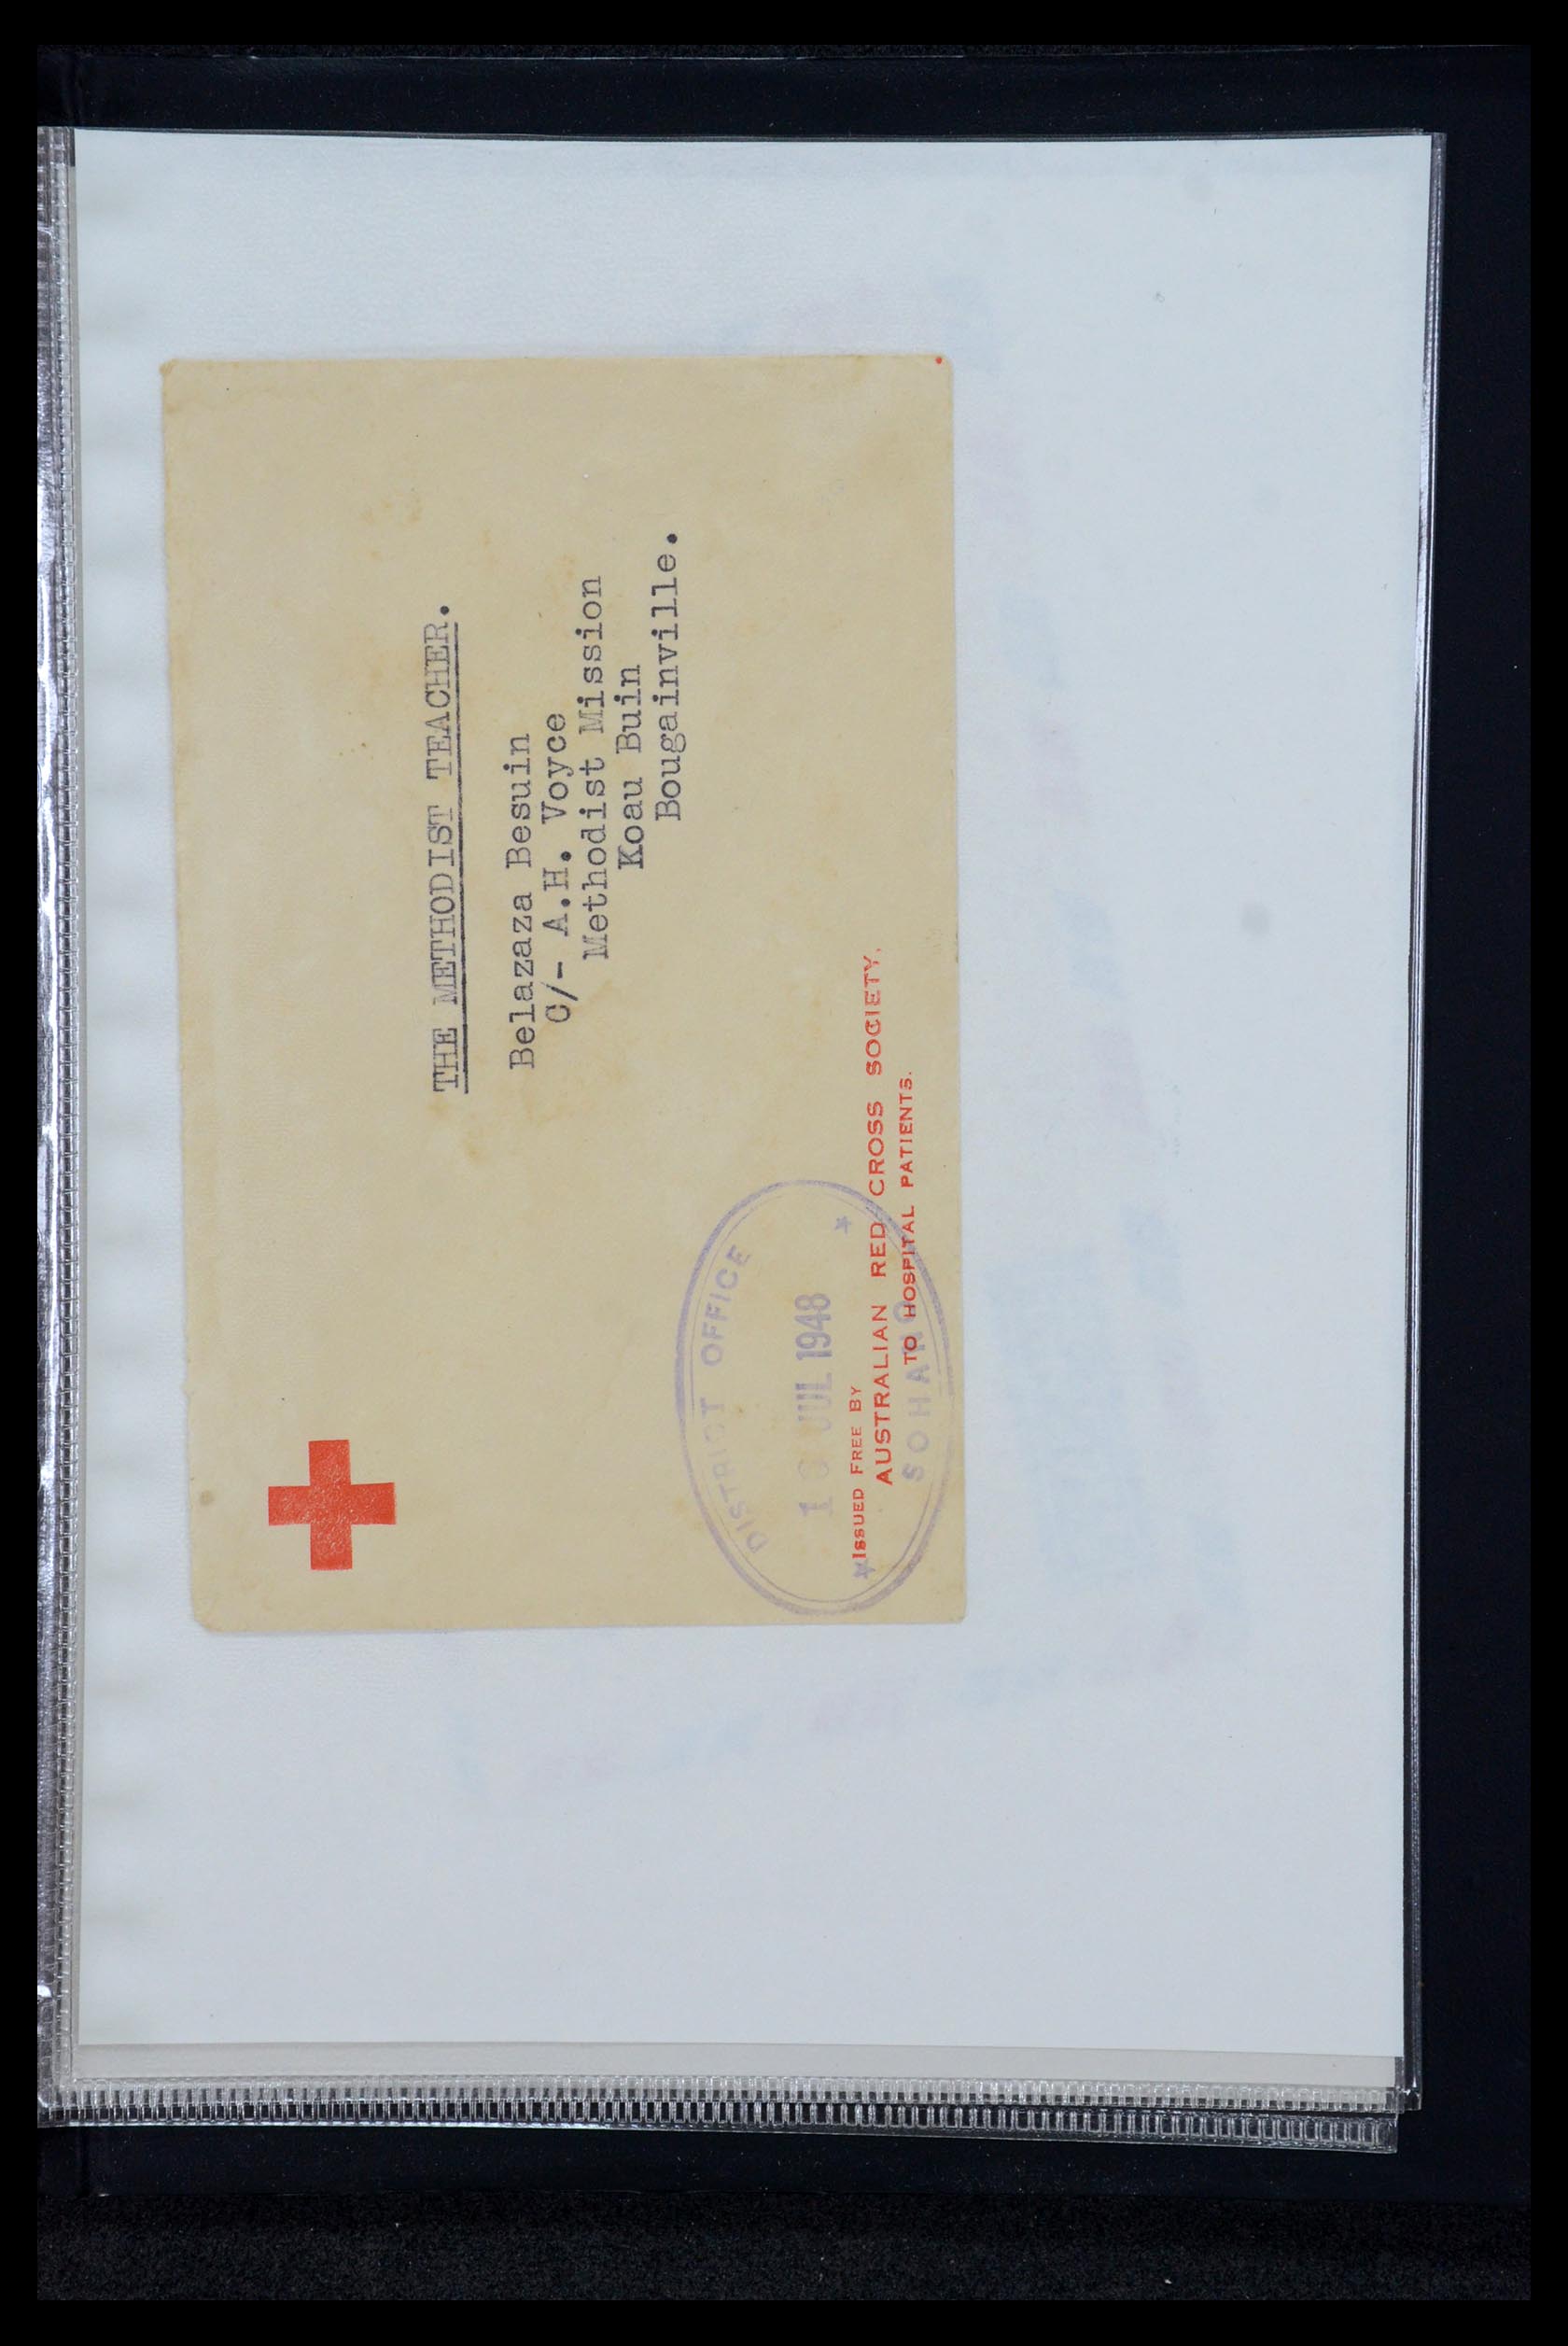 THE METHODIST TEACHER.
Belazaza Besuin
C/- A.H. Voyce
Methodist Mission
Koau Buin
Bougainville.
DISTRICT OFFICE
JUL 1948
SOHANO
ISSUED FREE BY
AUSTRALIAN RED CROSS SOCIETY,
TO HOSPITAL PATIENTS.